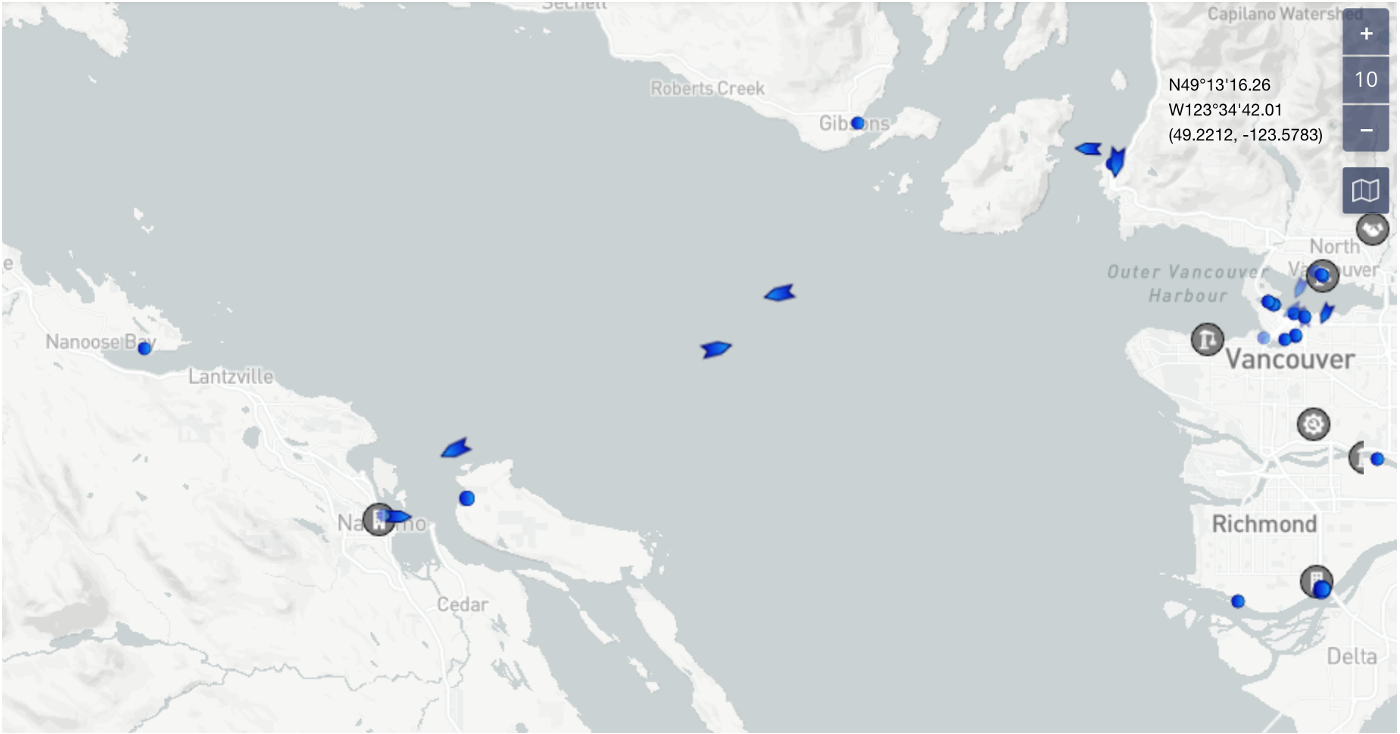 Sechelt
Capilano Watershed
+
N49°13'16.26
10
Roberts Creek
W123°34'42.01
Gibsons
(49.2212, -123.5783)
−
North
Vancouver
e
Outer Vancouver
Harbour
Nanoose Bay
Vancouver
Lantzville
Nanaimo
Richmond
Cedar
Delta